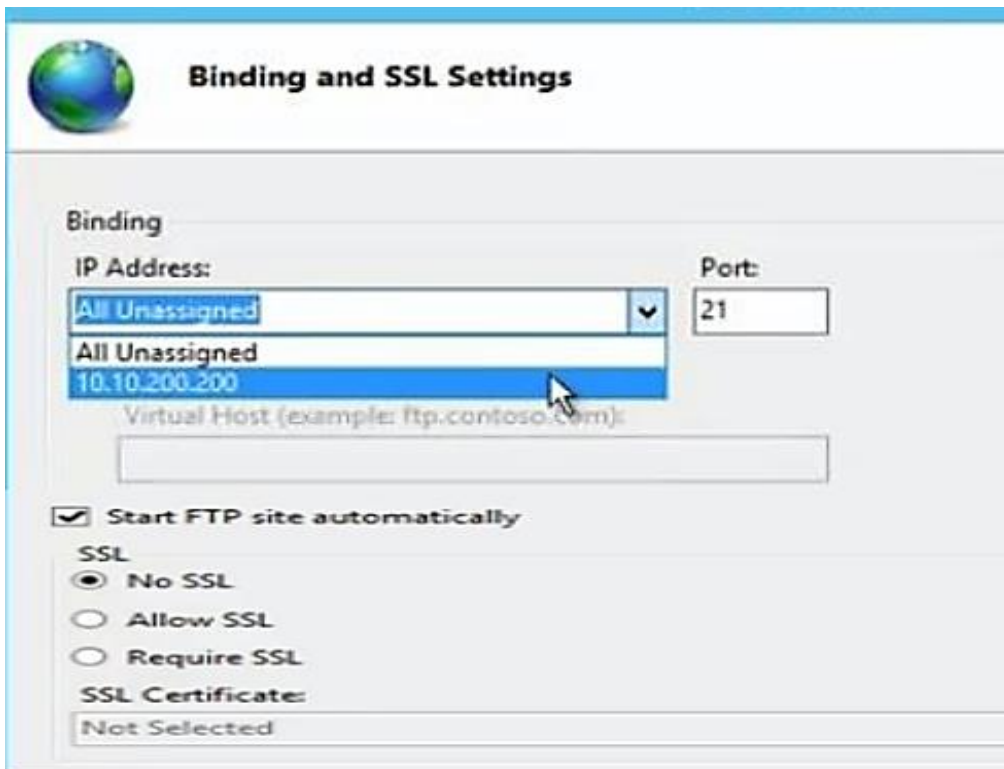 Binding and SSL Settings
Binding
IP Address: Port:
All Unassigned 21
All Unassigned
10.10.200.200
Virtual Host (example: ftp.contoso.com):
Start FTP site automatically
SSL
No SSL
Allow SSL
Require SSL
SSL Certificate:
Not Selected